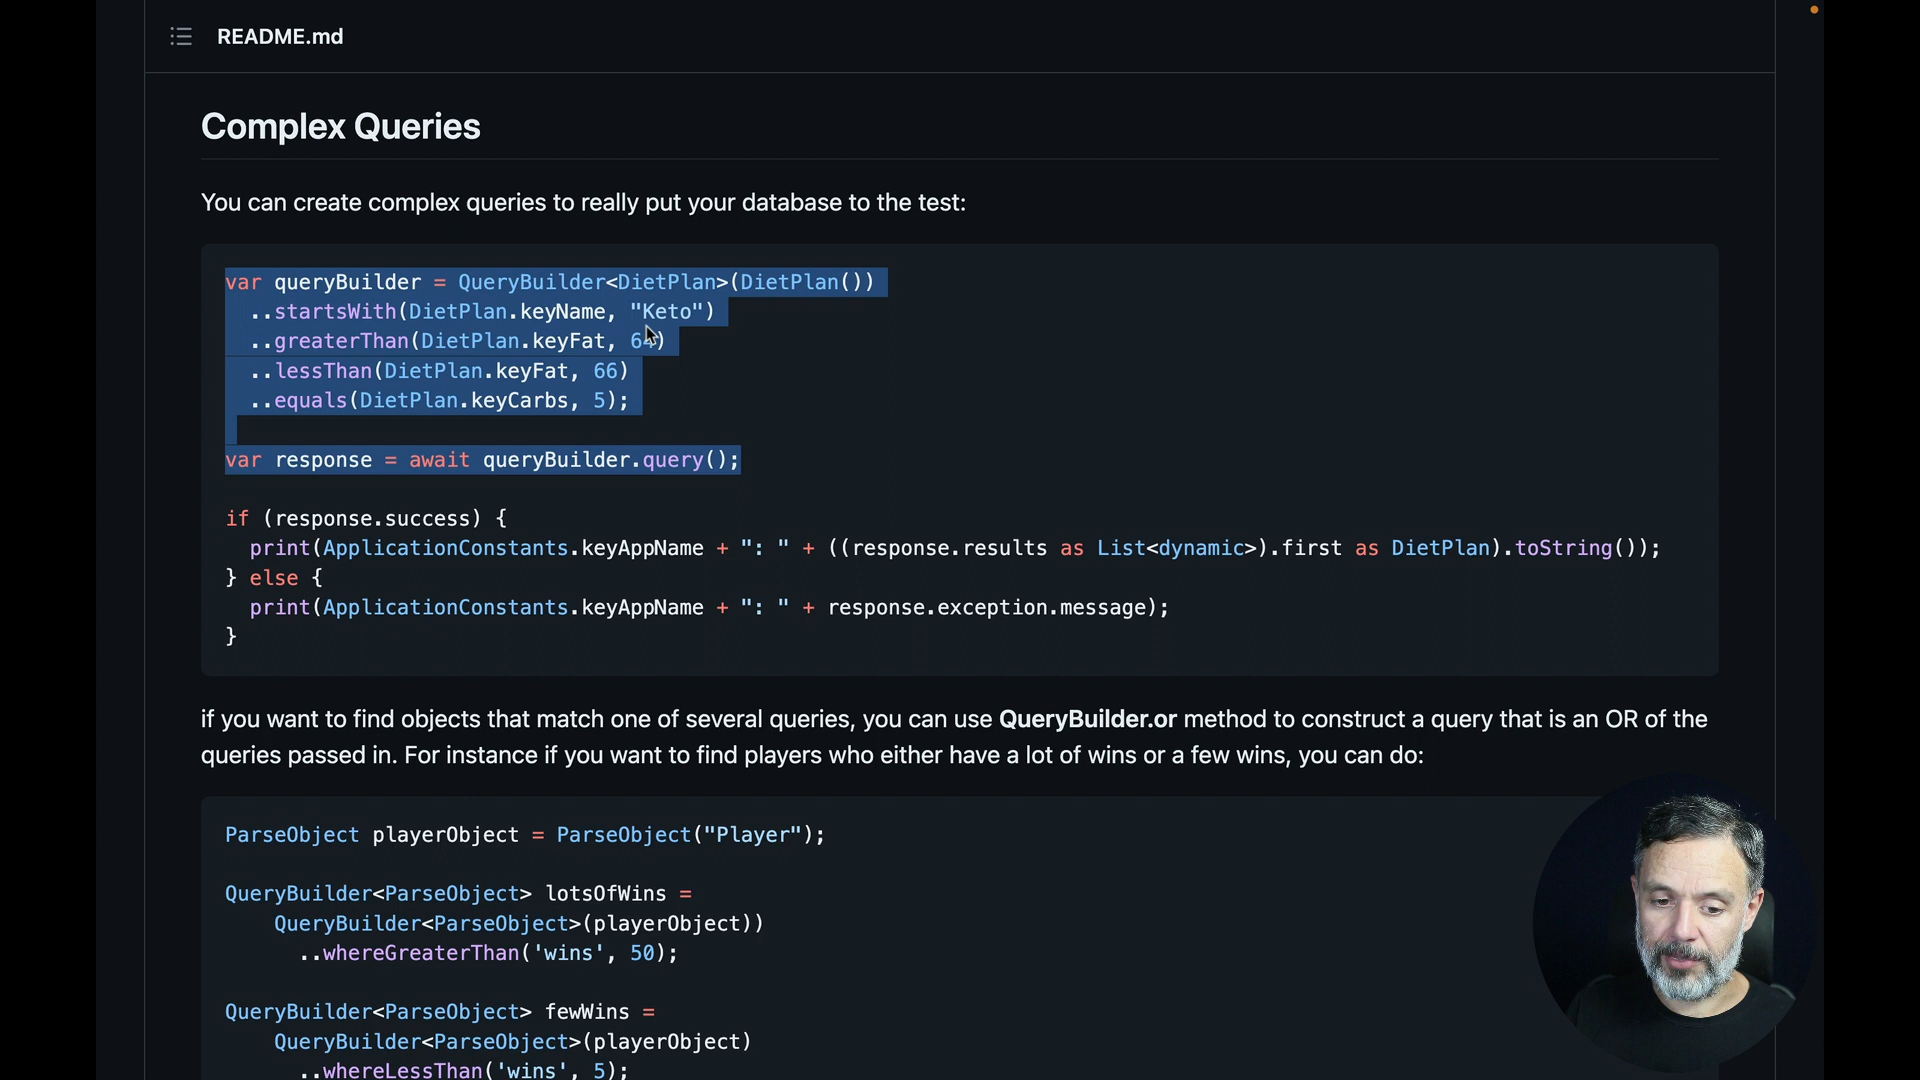 README.md
Complex Queries
You can create complex queries to really put your database to the test:
var queryBuilder = QueryBuilder<DietPlan>(DietPlan())
  ..startsWith(DietPlan.keyName, "Keto")
  ..greaterThan(DietPlan.keyFat, 64)
  ..lessThan(DietPlan.keyFat, 66)
  ..equals(DietPlan.keyCarbs, 5);
var response = await queryBuilder.query();
if (response.success) {
  print(ApplicationConstants.keyAppName + ": " + ((response.results as List<dynamic>).first as DietPlan).toString());
} else {
  print(ApplicationConstants.keyAppName + ": " + response.exception.message);
}
if you want to find objects that match one of several queries, you can use QueryBuilder.or method to construct a query that is an OR of the
queries passed in. For instance if you want to find players who either have a lot of wins or a few wins, you can do:
ParseObject playerObject = ParseObject("Player");
QueryBuilder<ParseObject> lotsOfWins =
    QueryBuilder<ParseObject>(playerObject))
      ..whereGreaterThan('wins', 50);
QueryBuilder<ParseObject> fewWins =
    QueryBuilder<ParseObject>(playerObject)
      ..whereLessThan('wins', 5);